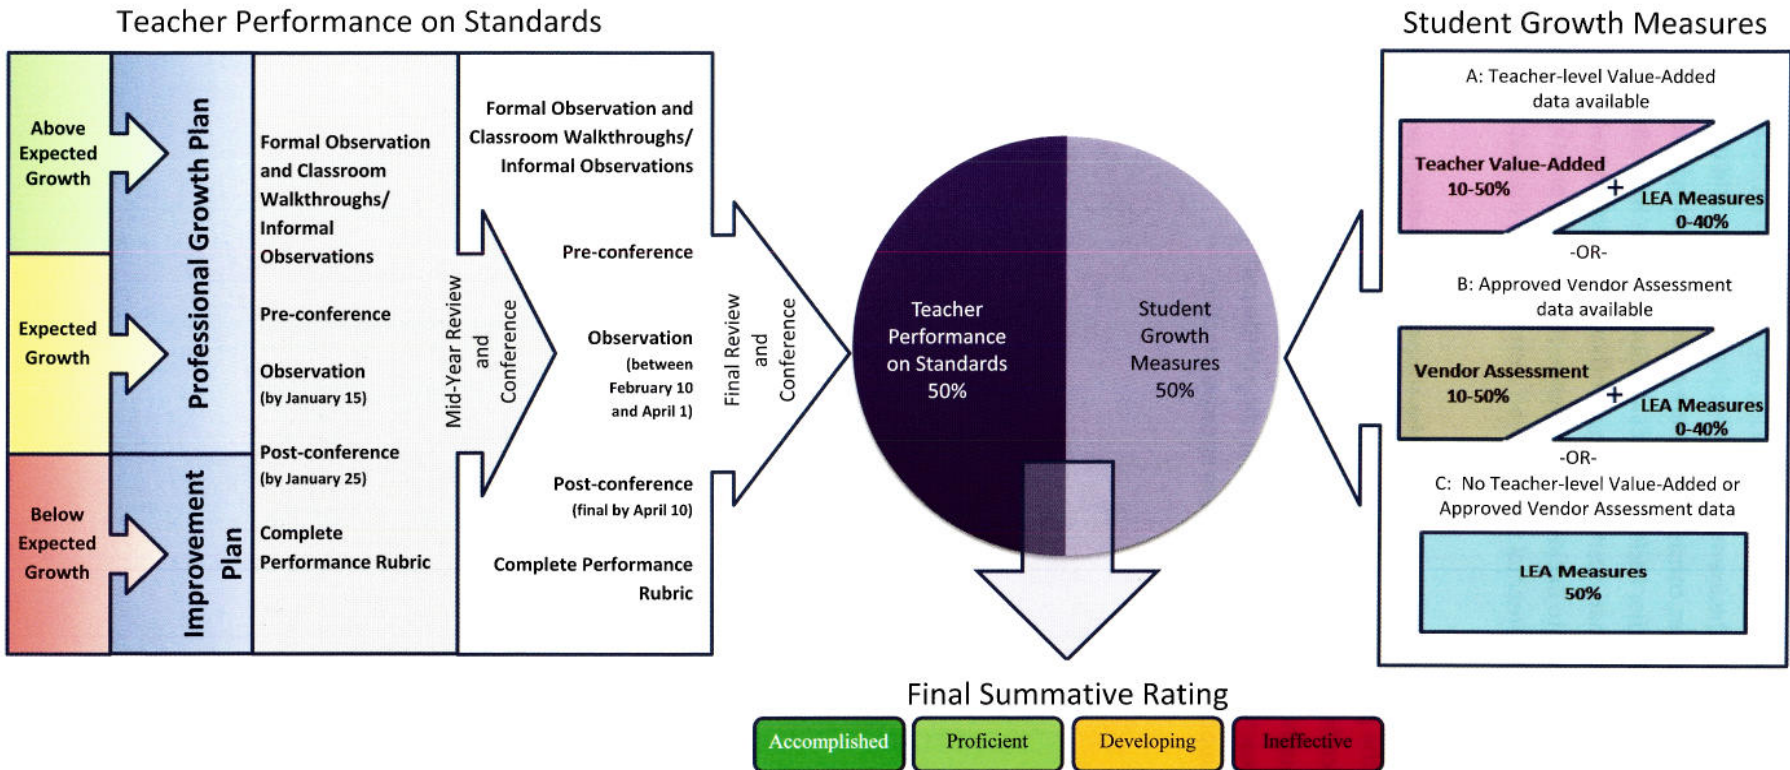 Teacher Performance on Standards
Above
Expected
Growth
Expected
Growth
Below
Expected
Growth
Professional Growth Plan
Improvement
Plan
Formal Observation
and Classroom
Walkthroughs/
Informal
Observations
Pre-conference
Observation
(by January 15)
Post-conference
(by January 25)
Complete
Performance Rubric
Mid-Year Review
and
Conference
Formal Observation and
Classroom Walkthroughs/
Informal Observations
Pre-conference
Observation
(between
February 10
and April 1)
Post-conference
(final by April 10)
Complete Performance
Rubric
Final Review
and
Conference
Teacher
Performance
on Standards
50%
Student
Growth
Measures
50%
Student Growth Measures
A: Teacher-level Value-Added
data available
Teacher Value-Added
10-50%
+
LEA Measures
0-40%
-OR-
B: Approved Vendor Assessment
data available
Vendor Assessment
10-50%
+
LEA Measures
0-40%
-OR-
C: No Teacher-level Value-Added or
Approved Vendor Assessment data
LEA Measures
50%
Final Summative Rating
Accomplished
Proficient
Developing
Ineffective